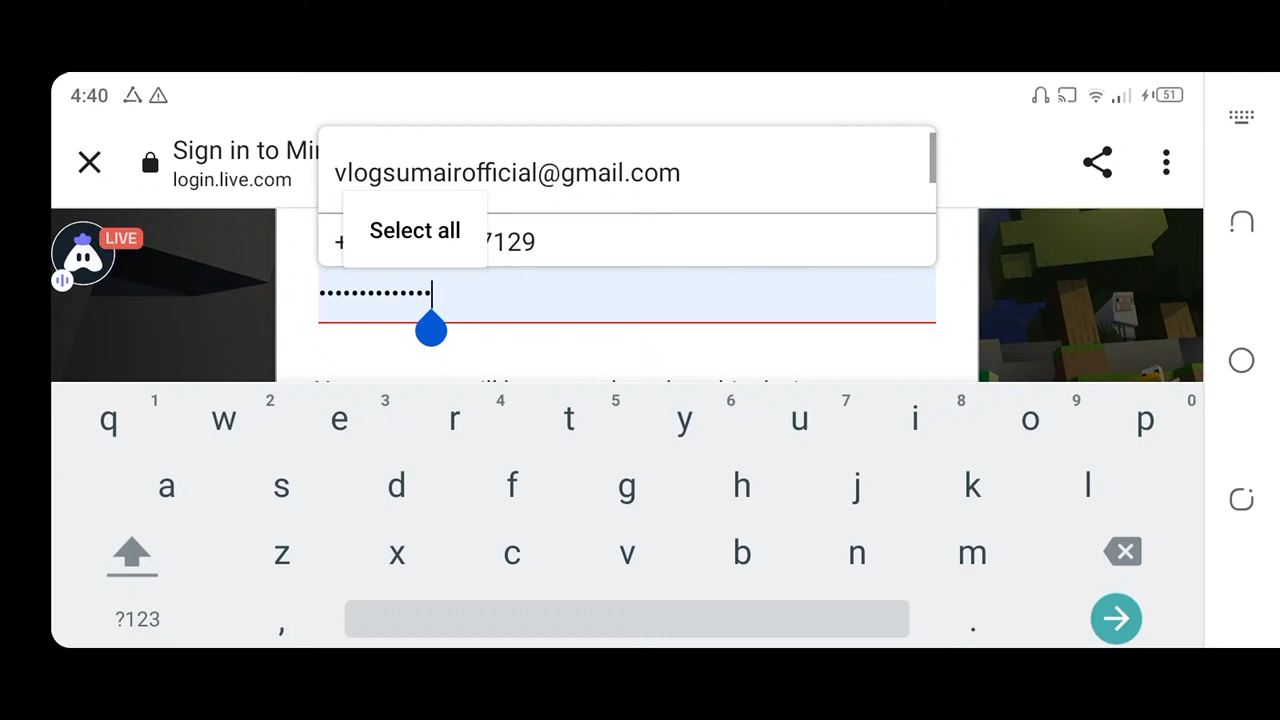 4:40
51
Sign in to Mi
login.live.com
vlogsumairofficial@gmail.com
Select all
+
7129
LIVE
••••••••••••••
1 2 3 4 5 6 7 8 9 0
q w e r t y u i o p
a s d f g h j k l
z x c v b n m
?123 , .